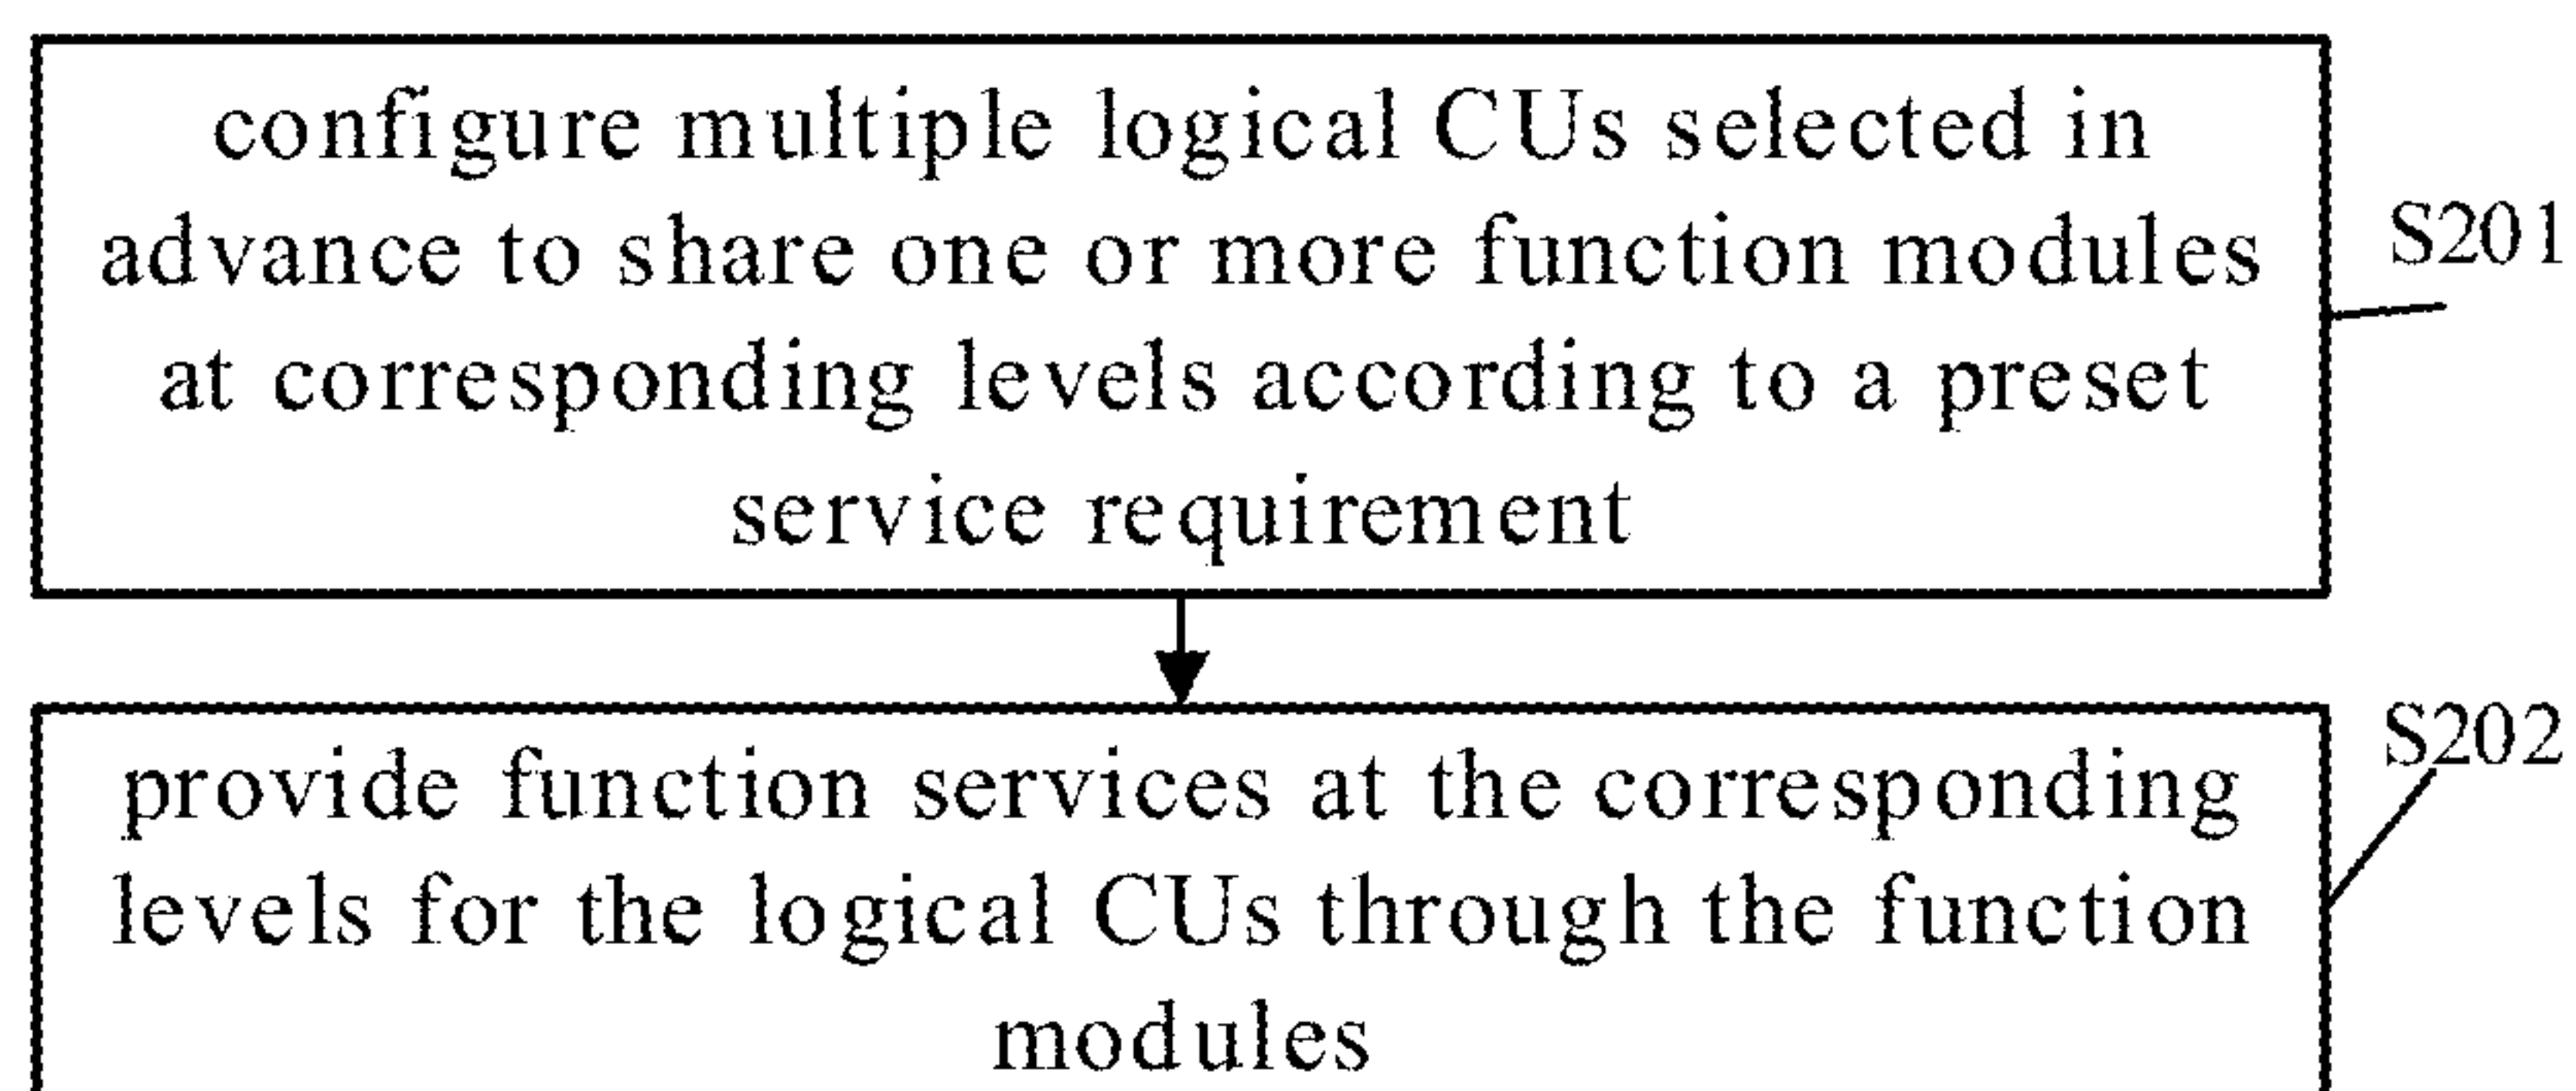 configure multiple logical CUs selected in
advance to share one or more function modules
at corresponding levels according to a preset
service requirement
S201
provide function services at the corresponding
levels for the logical CUs through the function
modules
S202